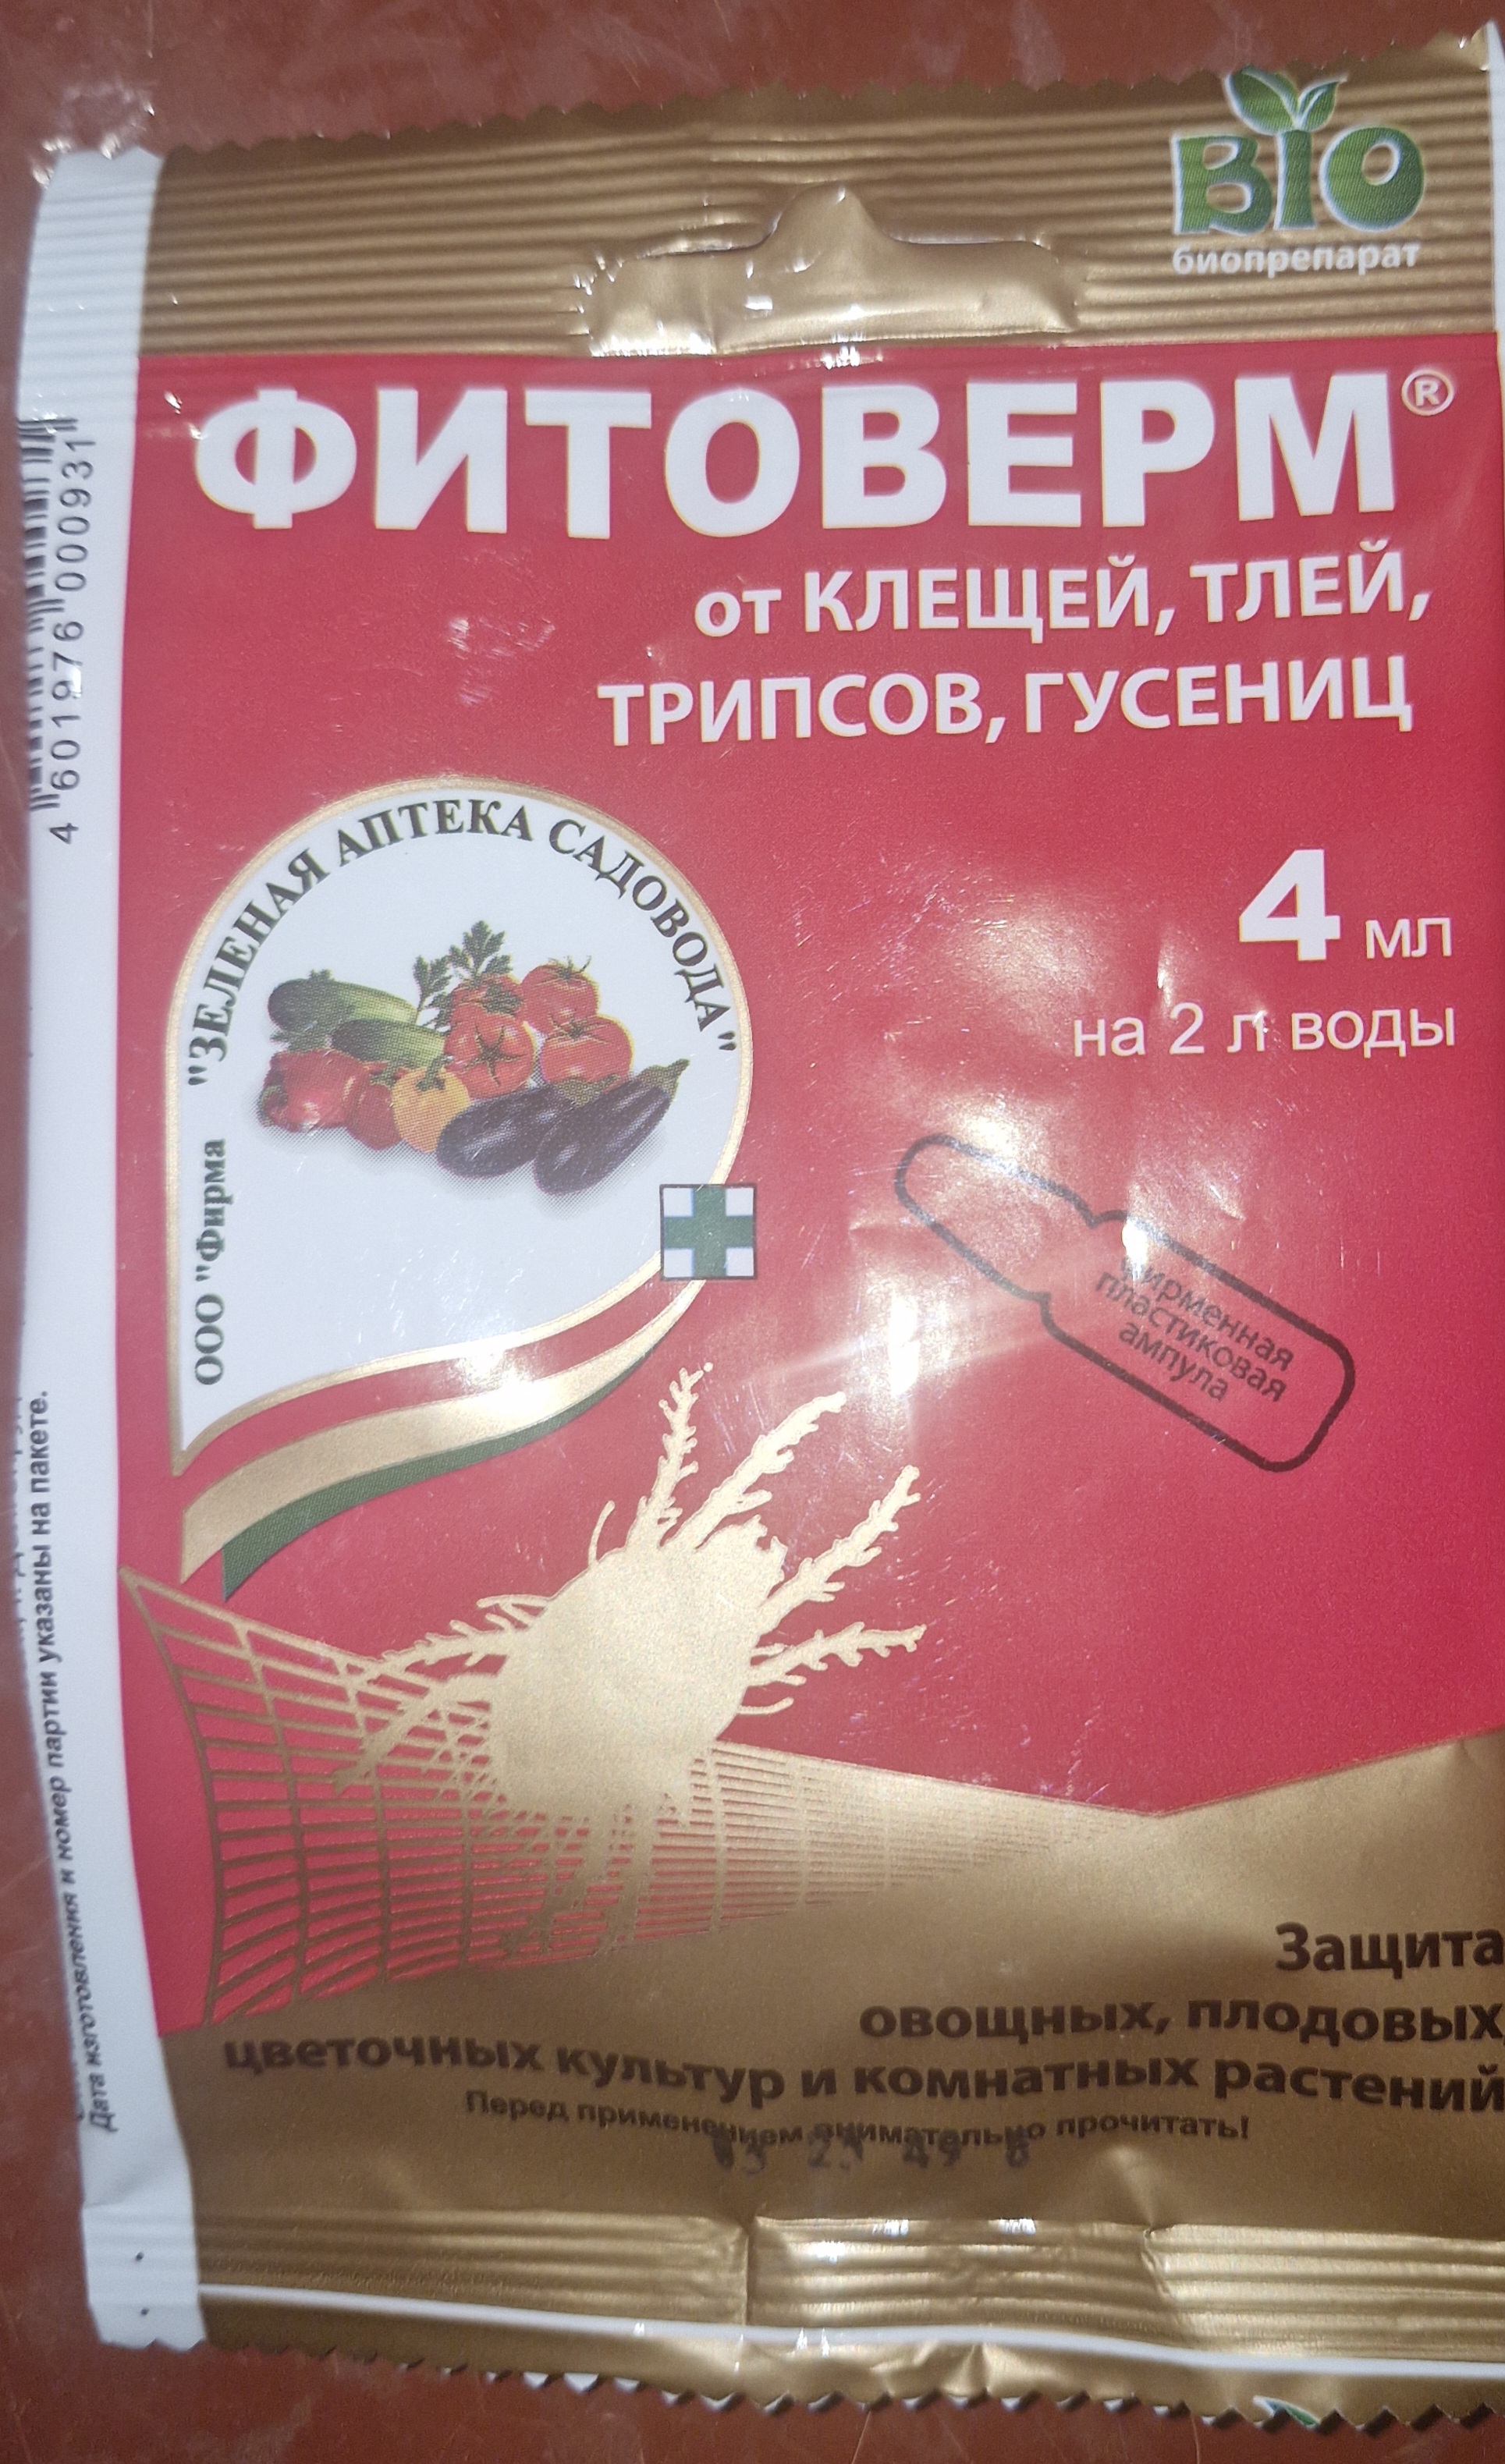 BIO
биопрепарат
ФИТОВЕРМ®
от КЛЕЩЕЙ, ТЛЕЙ,
ТРИПСОВ, ГУСЕНИЦ
4 601976 000931
ООО "Фирма "ЗЕЛЕНАЯ АПТЕКА САДОВОДА"
4 мл
на 2 л воды
фирменная
пластиковая
ампула
Дата изготовления и номер партии указаны на пакете.
Защита
овощных, плодовых,
цветочных культур и комнатных растений
Перед применением внимательно прочитать!